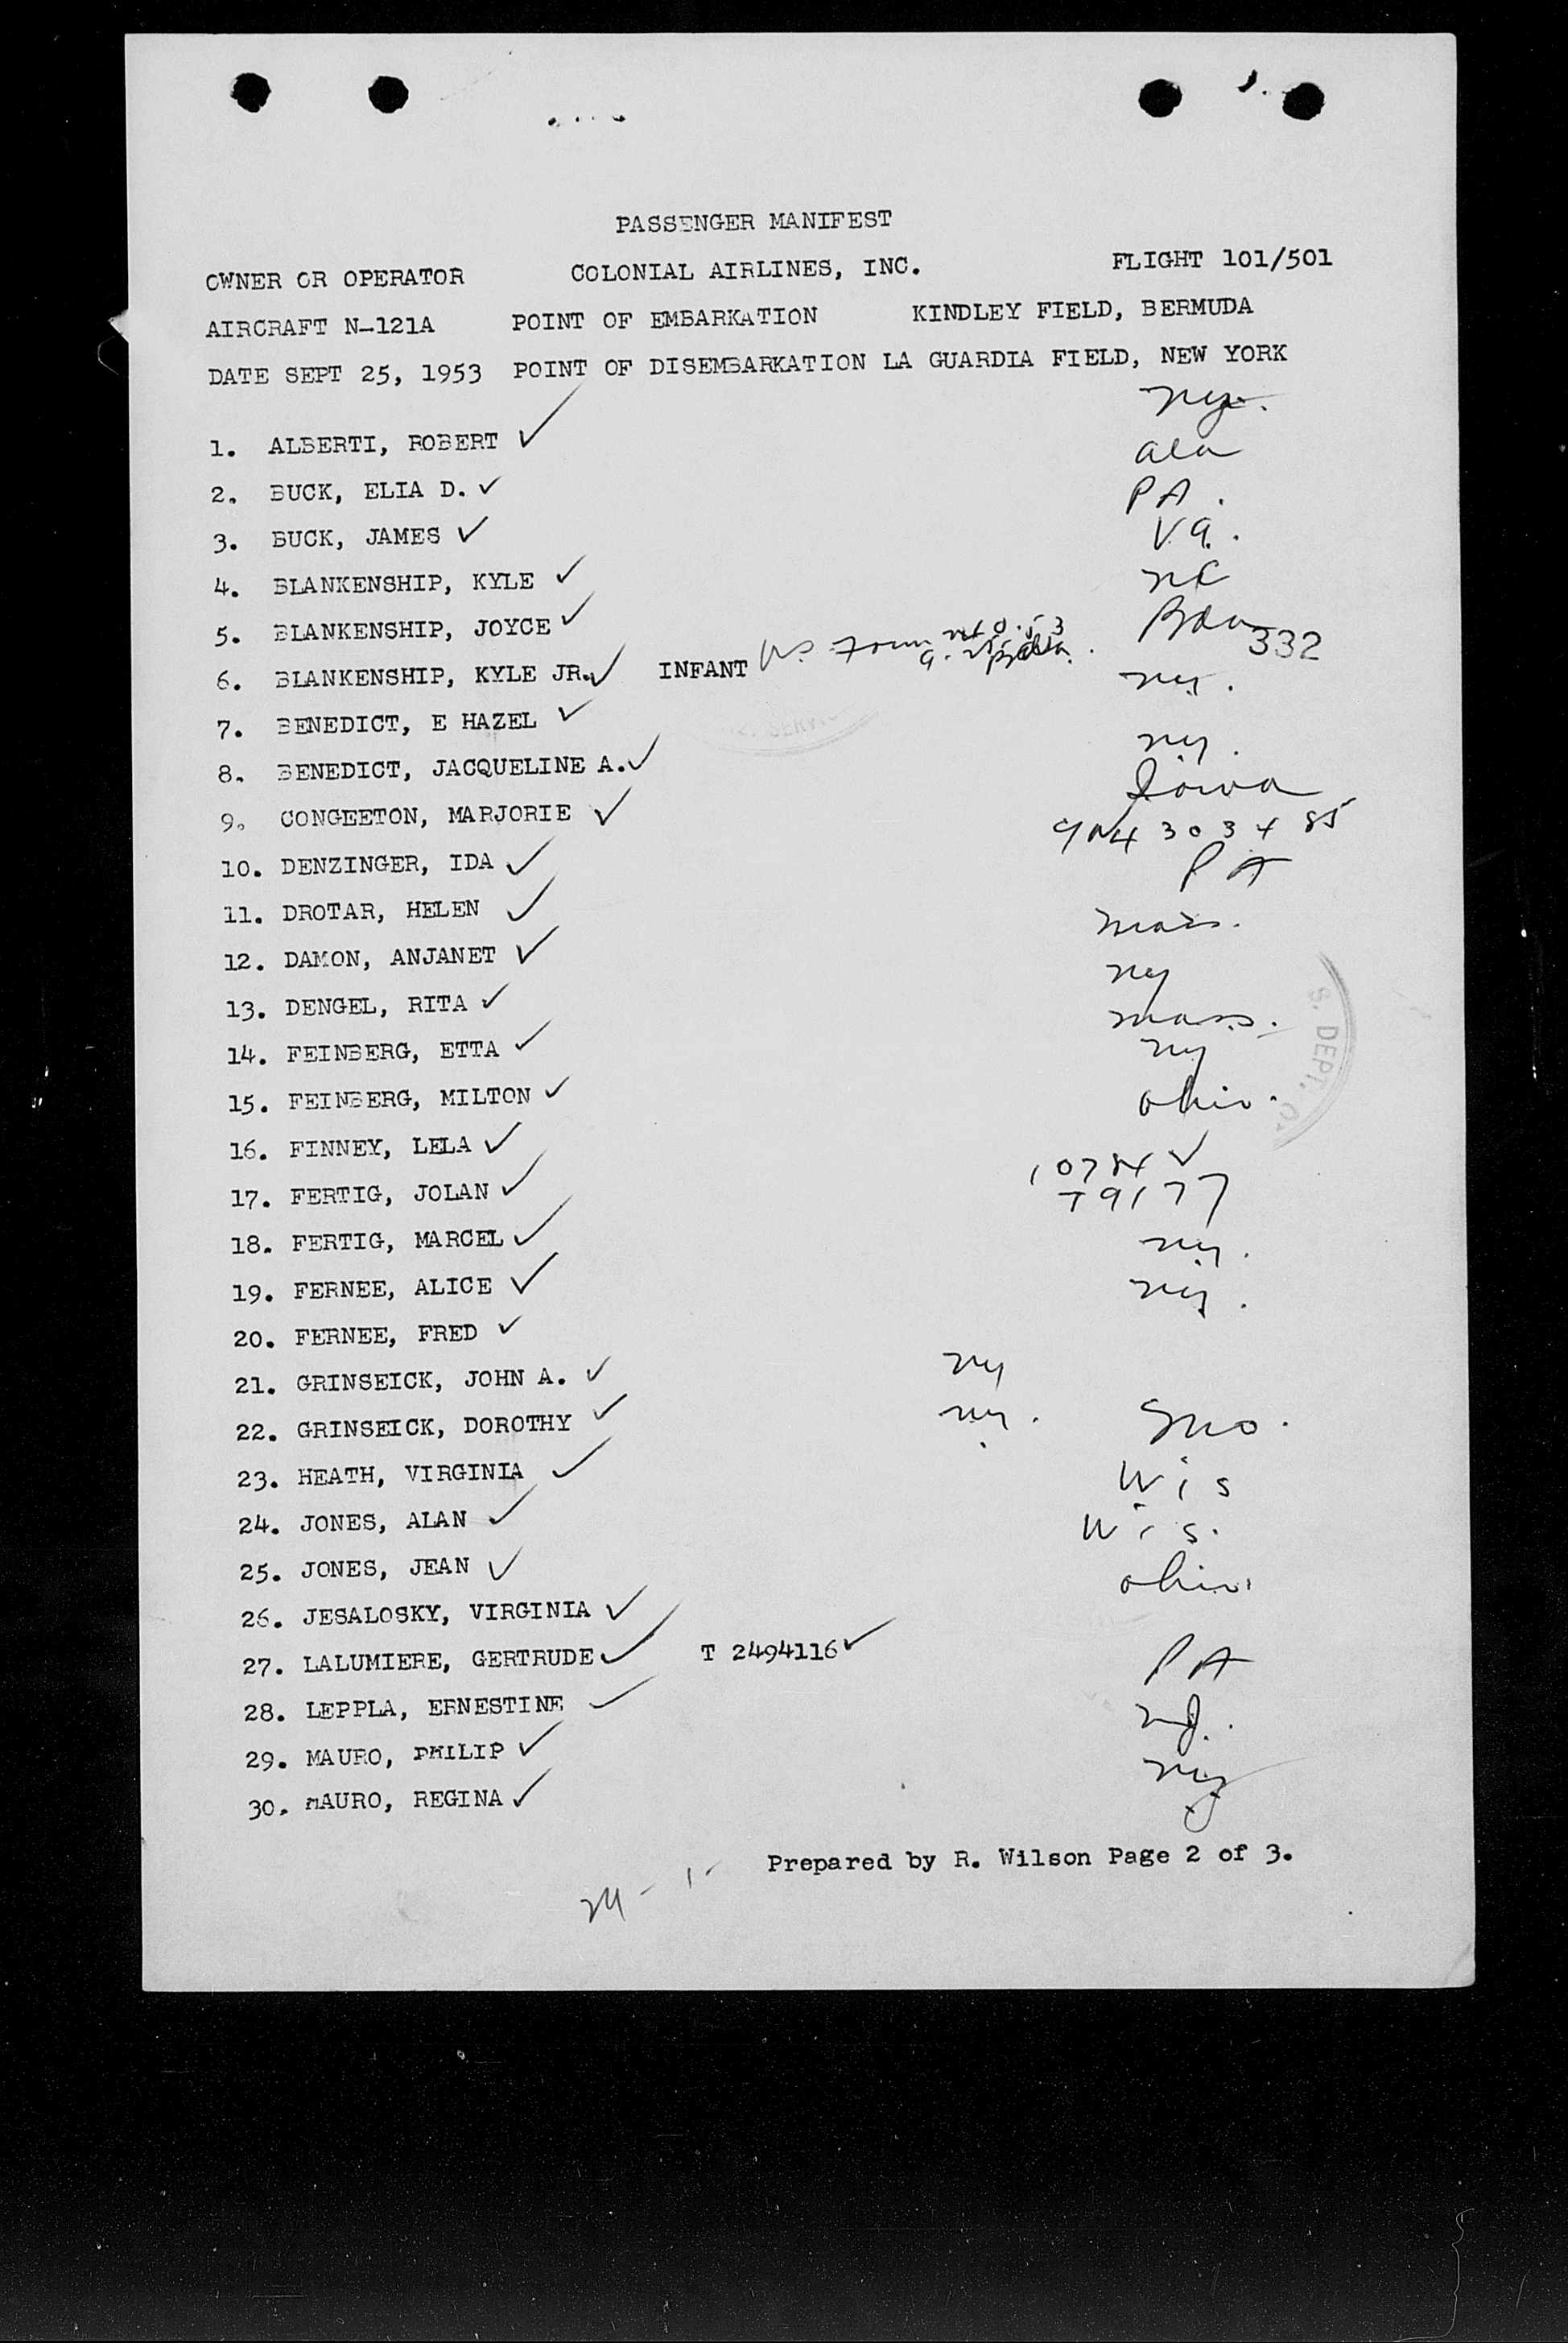 PASSENGER MANIFEST
OWNER OR OPERATOR COLONIAL AIRLINES, INC. FLIGHT 101/501
AIRCRAFT N-121A POINT OF EMBARKATION KINDLEY FIELD, BERMUDA
DATE SEPT 25, 1953 POINT OF DISEMBARKATION LA GUARDIA FIELD, NEW YORK
ny.
1. ALBERTI, ROBERT ✓ ala
2. BUCK, ELIA D. ✓ PA.
3. BUCK, JAMES ✓ Va.
4. BLANKENSHIP, KYLE ✓ NC
5. BLANKENSHIP, JOYCE ✓ Bda 332
6. BLANKENSHIP, KYLE JR. ✓ INFANT ny.
7. BENEDICT, E HAZEL ✓ ny.
8. BENEDICT, JACQUELINE A. ✓ Iowa
9. CONGEETON, MARJORIE ✓
10. DENZINGER, IDA ✓ PA
11. DROTAR, HELEN ✓ mass.
12. DAMON, ANJANET ✓ ny
13. DENGEL, RITA ✓ mass.
14. FEINBERG, ETTA ✓ ny
15. FEINBERG, MILTON ✓ ohio.
16. FINNEY, LELA ✓
17. FERTIG, JOLAN ✓ T9177
18. FERTIG, MARCEL ✓ ny.
19. FERNEE, ALICE ✓ ny.
20. FERNEE, FRED ✓
21. GRINSEICK, JOHN A. ✓ ny
22. GRINSEICK, DOROTHY ✓ ny. Mo.
23. HEATH, VIRGINIA ✓ Wis
24. JONES, ALAN ✓ Wis.
25. JONES, JEAN ✓ ohio
26. JESALOSKY, VIRGINIA ✓
27. LALUMIERE, GERTRUDE ✓ T 2494116 ✓ PA
28. LEPPLA, ERNESTINE ✓ NJ.
29. MAURO, PHILIP ✓ ny
30. MAURO, REGINA ✓
Prepared by R. Wilson Page 2 of 3.
S. DEPT. O